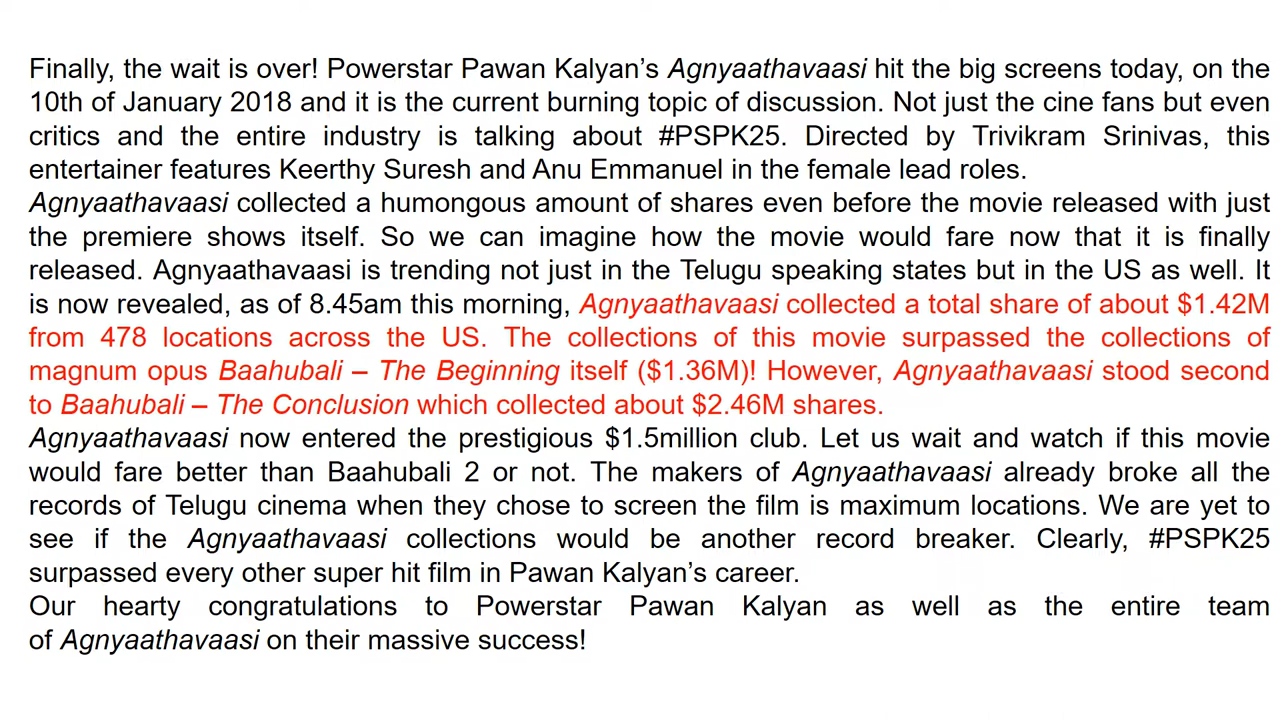 Finally, the wait is over! Powerstar Pawan Kalyan’s Agnyaathavaasi hit the big screens today, on the
10th of January 2018 and it is the current burning topic of discussion. Not just the cine fans but even
critics and the entire industry is talking about #PSPK25. Directed by Trivikram Srinivas, this
entertainer features Keerthy Suresh and Anu Emmanuel in the female lead roles.
Agnyaathavaasi collected a humongous amount of shares even before the movie released with just
the premiere shows itself. So we can imagine how the movie would fare now that it is finally
released. Agnyaathavaasi is trending not just in the Telugu speaking states but in the US as well. It
is now revealed, as of 8.45am this morning, Agnyaathavaasi collected a total share of about $1.42M
from 478 locations across the US. The collections of this movie surpassed the collections of
magnum opus Baahubali – The Beginning itself ($1.36M)! However, Agnyaathavaasi stood second
to Baahubali – The Conclusion which collected about $2.46M shares.
Agnyaathavaasi now entered the prestigious $1.5million club. Let us wait and watch if this movie
would fare better than Baahubali 2 or not. The makers of Agnyaathavaasi already broke all the
records of Telugu cinema when they chose to screen the film is maximum locations. We are yet to
see if the Agnyaathavaasi collections would be another record breaker. Clearly, #PSPK25
surpassed every other super hit film in Pawan Kalyan’s career.
Our hearty congratulations to Powerstar Pawan Kalyan as well as the entire team
of Agnyaathavaasi on their massive success!